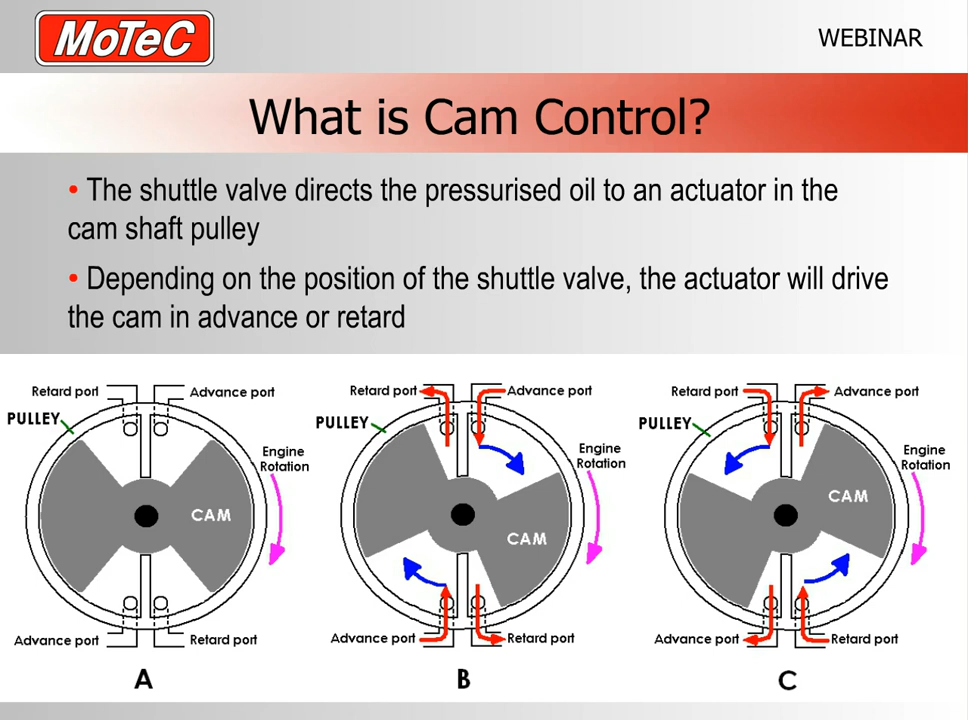 MoTeC
WEBINAR
What is Cam Control?
• The shuttle valve directs the pressurised oil to an actuator in the
cam shaft pulley
• Depending on the position of the shuttle valve, the actuator will drive
the cam in advance or retard
Retard port
Advance port
PULLEY
Engine
Rotation
CAM
Advance port
Retard port
A
Retard port
Advance port
PULLEY
Engine
Rotation
CAM
Advance port
Retard port
B
Retard port
Advance port
PULLEY
Engine
Rotation
CAM
Advance port
Retard port
C